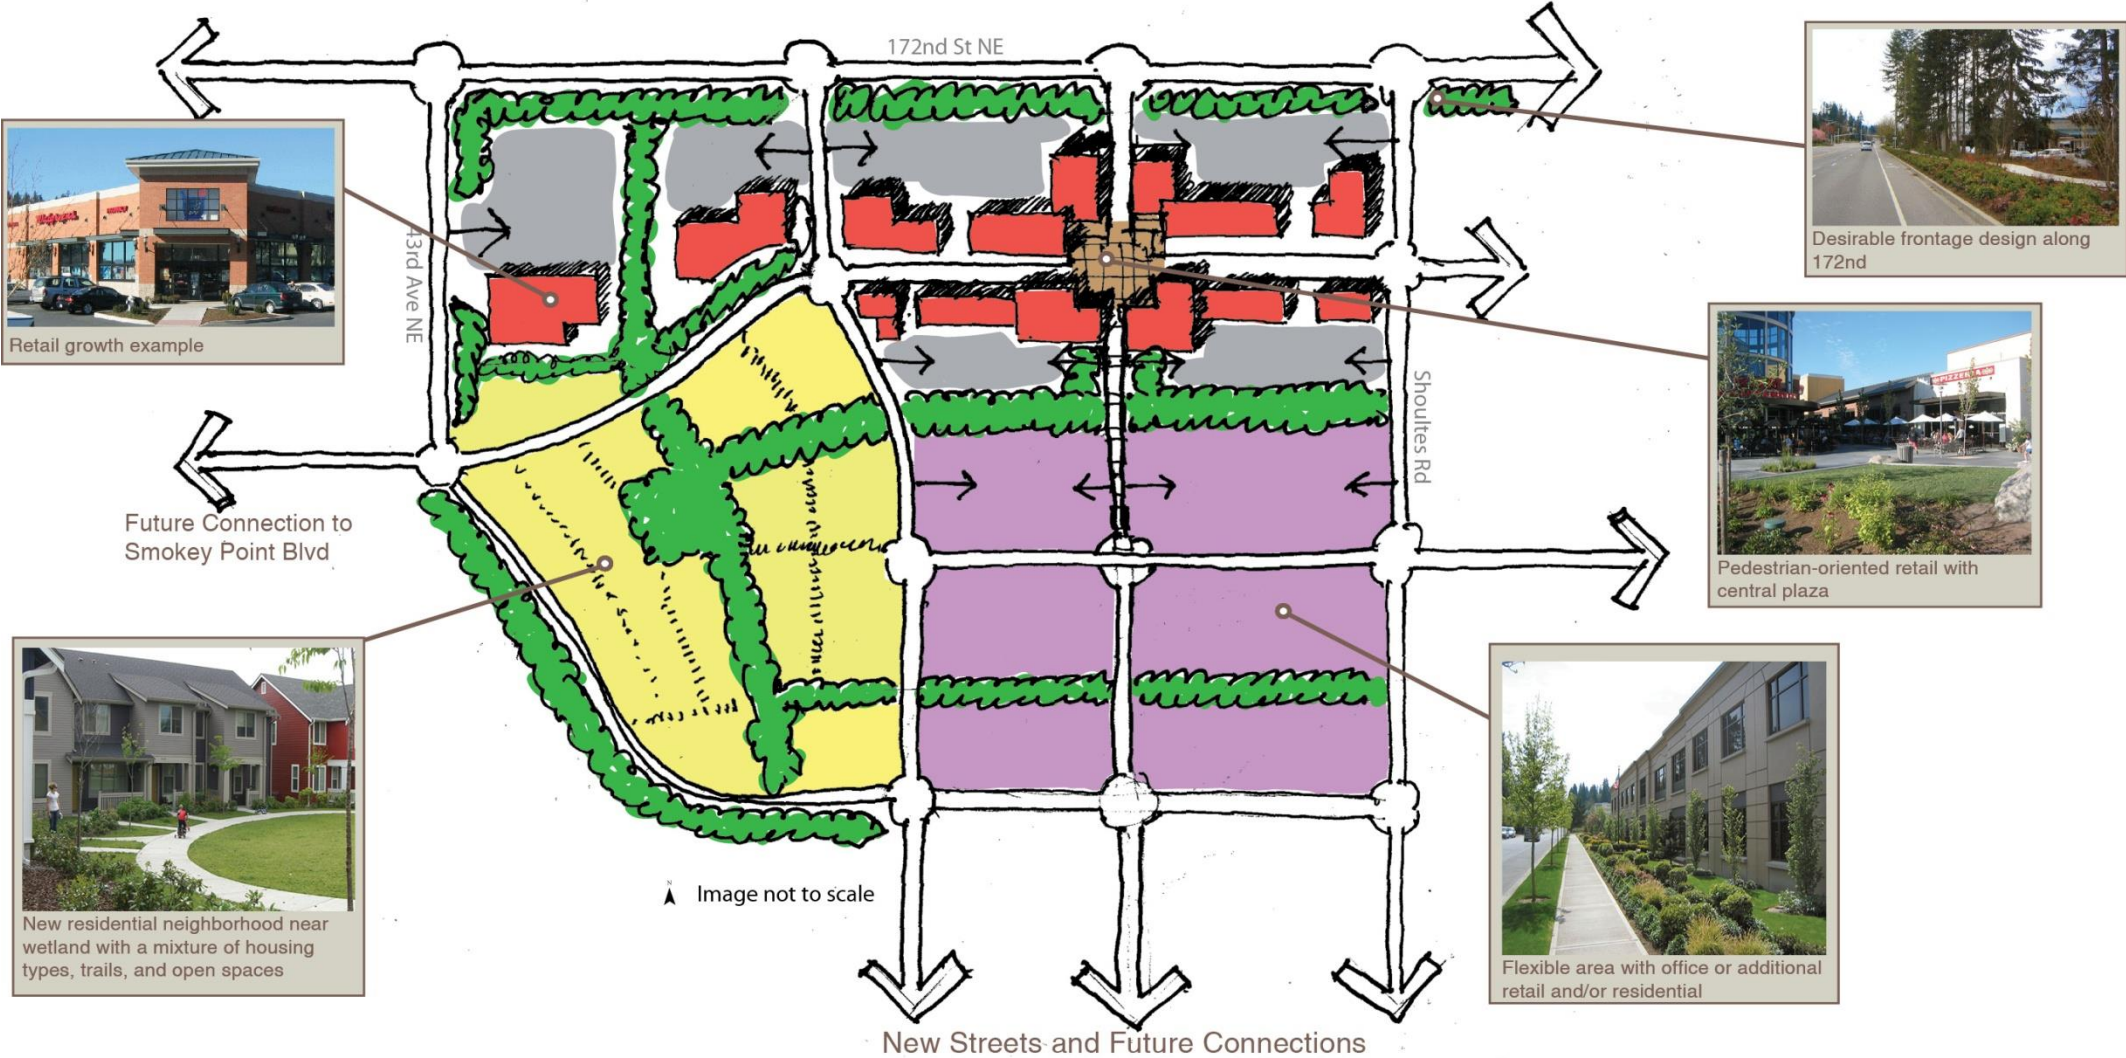 172nd St NE
43rd Ave NE
Shoultes Rd
Retail growth example
Desirable frontage design along
172nd
PIZZERIA
Pedestrian-oriented retail with
central plaza
Future Connection to
Smokey Point Blvd
New residential neighborhood near
wetland with a mixture of housing
types, trails, and open spaces
N
Image not to scale
Flexible area with office or additional
retail and/or residential
New Streets and Future Connections